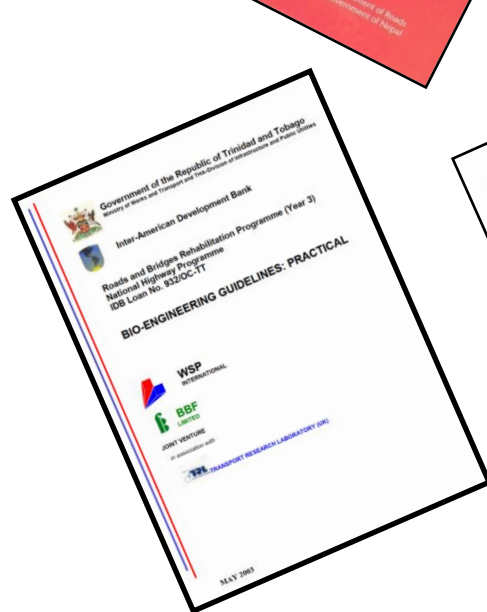 ent of Roads
vernment of Nepal
Government of the Republic of Trinidad and Tobago
Ministry of Works and Transport and THA-Division of Infrastructure and Public Utilities
Inter-American Development Bank
Roads and Bridges Rehabilitation Programme (Year 3)
National Highway Programme
IDB Loan No. 932/OC-TT
BIO-ENGINEERING GUIDELINES: PRACTICAL
WSP
INTERNATIONAL
BBF
LIMITED
JOINT VENTURE
in association with
TRL TRANSPORT RESEARCH LABORATORY (UK)
MAY 2003